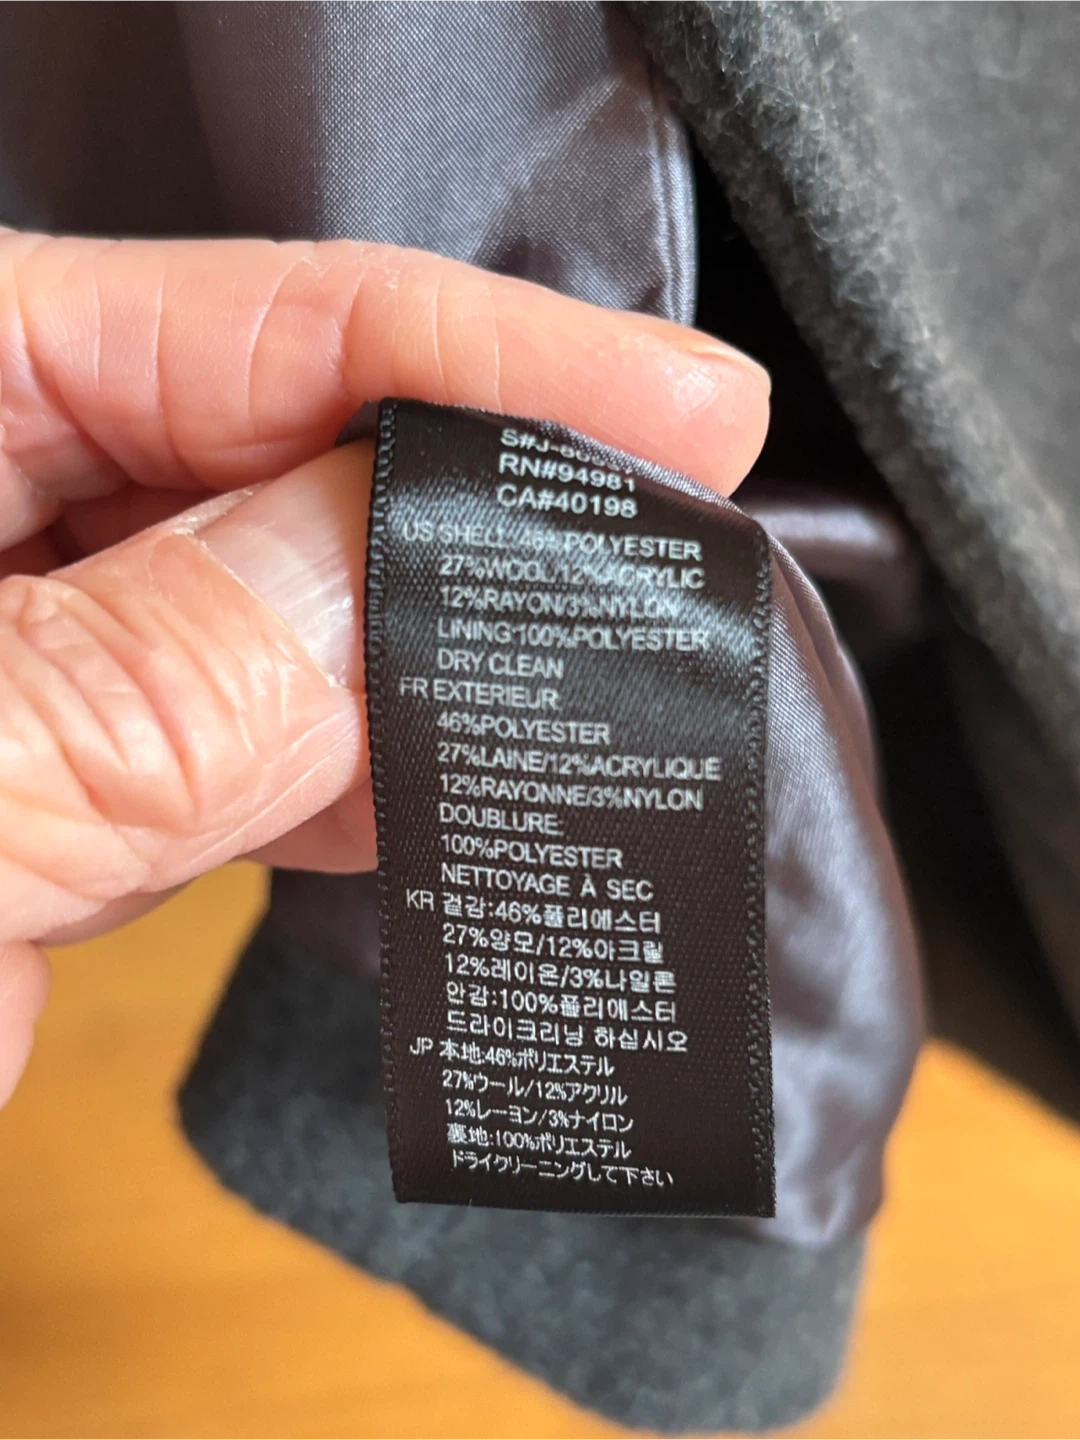 RN#94981
CA#40198
US SHELL:46%POLYESTER
27%WOOL/12%ACRYLIC
12%RAYON/3%NYLON
LINING:100%POLYESTER
DRY CLEAN
FR EXTERIEUR
46%POLYESTER
27%LAINE/12%ACRYLIQUE
12%RAYONNE/3%NYLON
DOUBLURE
100%POLYESTER
NETTOYAGE À SEC
KR 겉감:46%폴리에스터
27%양모/12%아크릴
12%레이온/3%나일론
안감:100%폴리에스터
드라이크리닝 하십시오
JP 本地:46%ポリエステル
27%ウール/12%アクリル
12%レーヨン/3%ナイロン
裏地:100%ポリエステル
ドライクリーニングして下さい